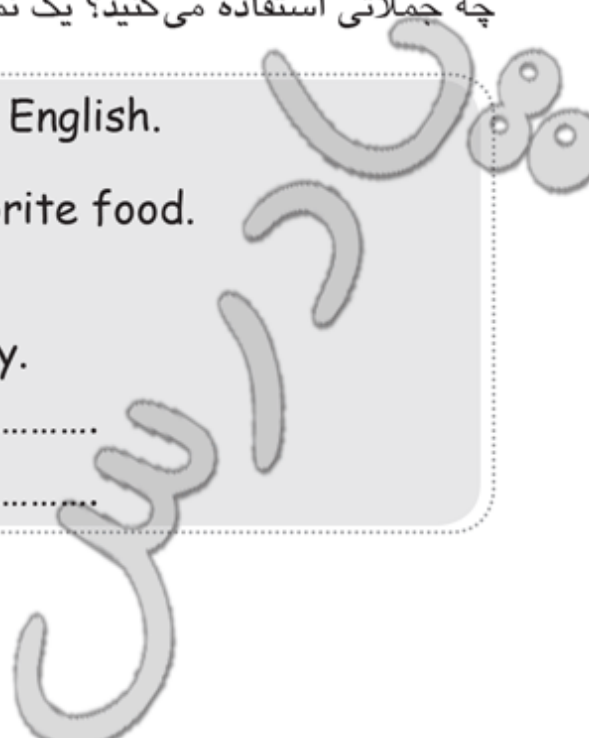 چه جملاتی استفاده می‌کنید؟ یک
English.
rite food.
y.
..........
..........